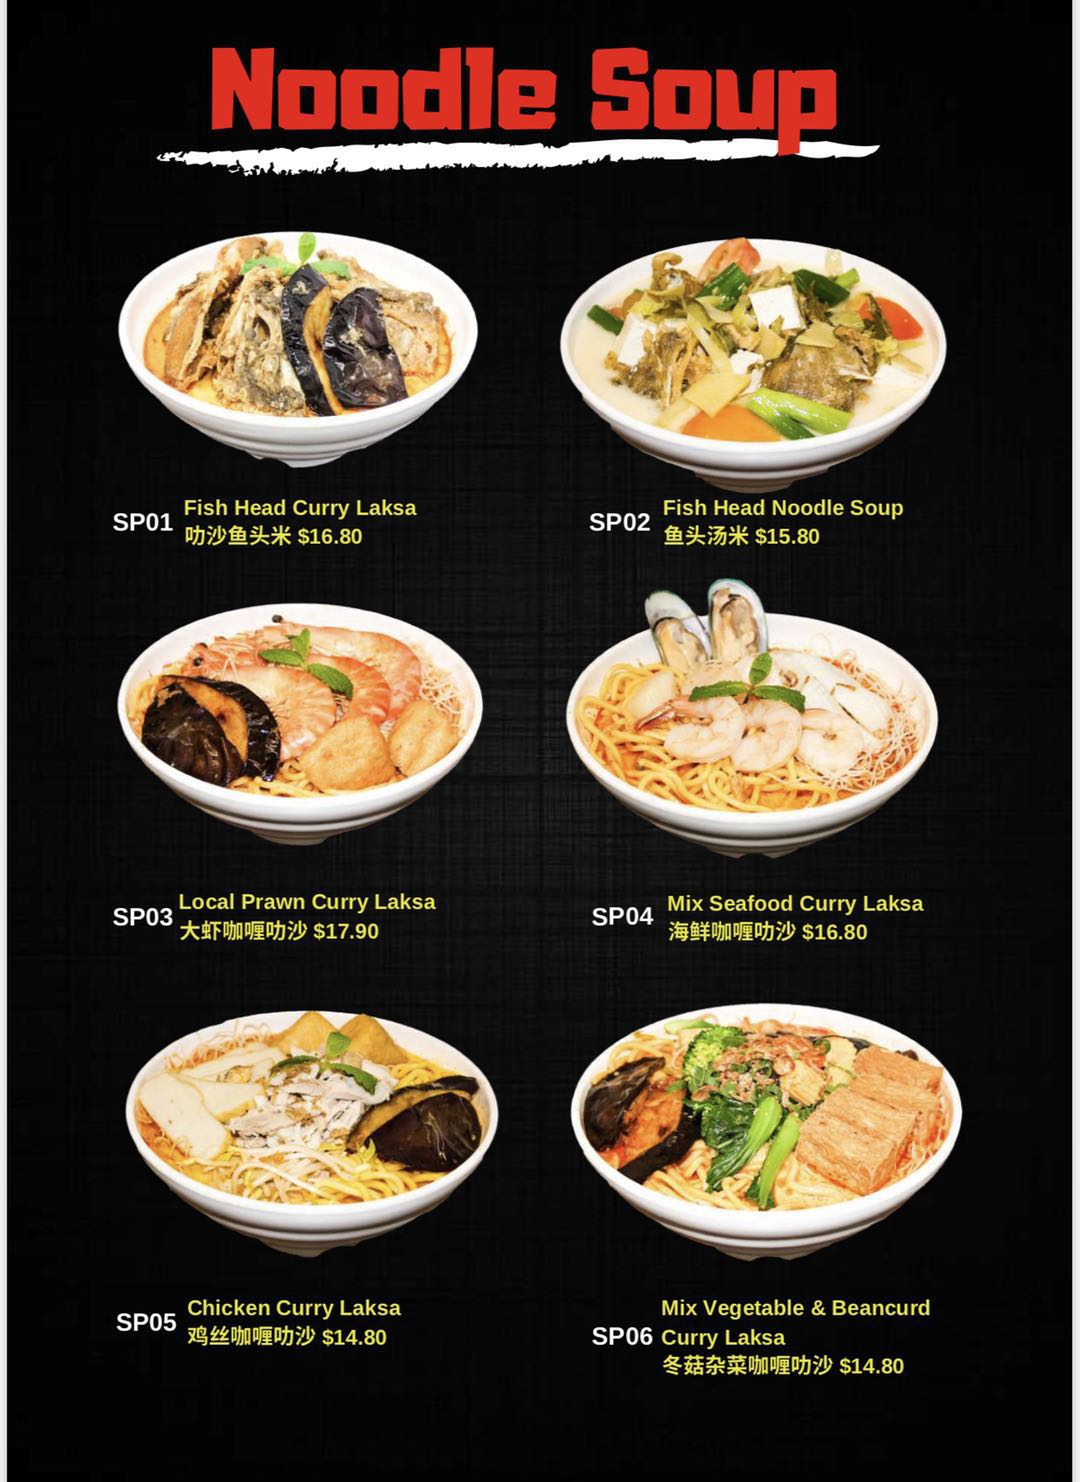 Noodle Soup
SP01
Fish Head Curry Laksa
叻沙鱼头米 $16.80
SP02
Fish Head Noodle Soup
鱼头汤米 $15.80
SP03
Local Prawn Curry Laksa
大虾咖喱叻沙 $17.90
SP04
Mix Seafood Curry Laksa
海鲜咖喱叻沙 $16.80
SP05
Chicken Curry Laksa
鸡丝咖喱叻沙 $14.80
SP06
Mix Vegetable & Beancurd
Curry Laksa
冬菇杂菜咖喱叻沙 $14.80